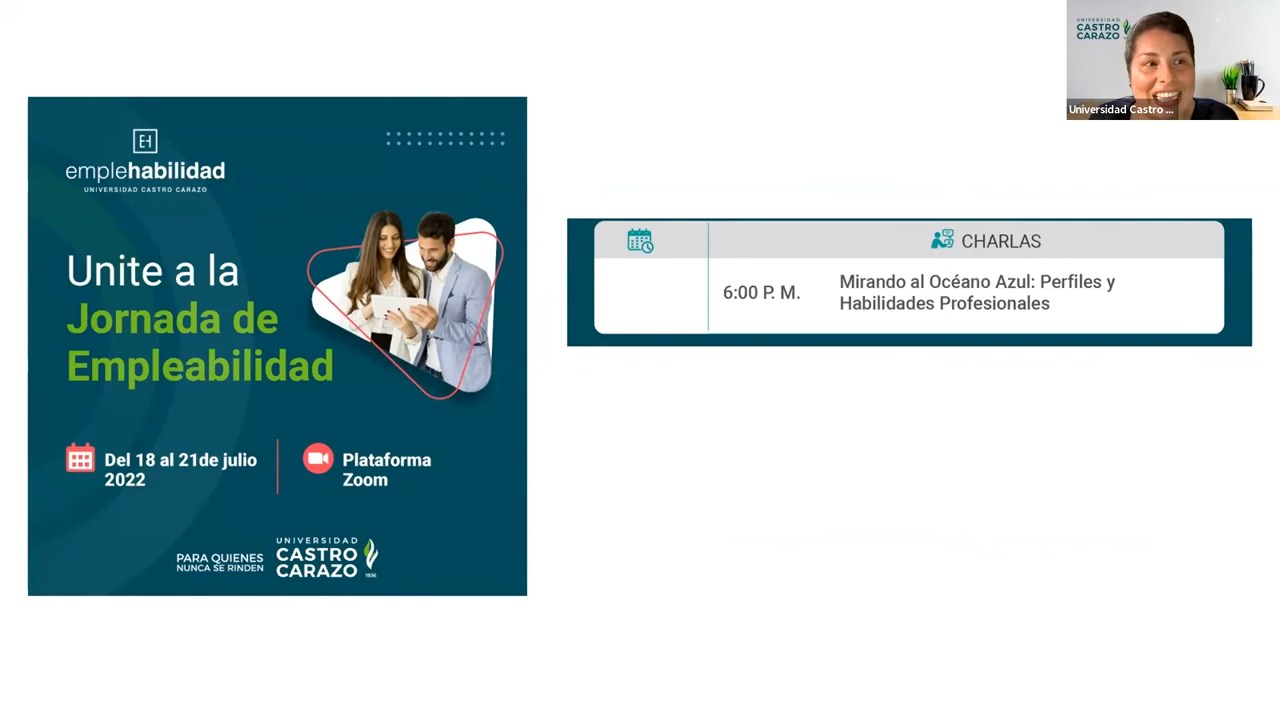 EH
emplehabilidad
UNIVERSIDAD CASTRO CARAZO
Unite a la
Jornada de
Empleabilidad
Del 18 al 21de julio
2022
Plataforma
Zoom
PARA QUIENES
NUNCA SE RINDEN
UNIVERSIDAD
CASTRO
CARAZO
1936
CHARLAS
6:00 P. M.
Mirando al Océano Azul: Perfiles y
Habilidades Profesionales
UNIVERSIDAD
CASTRO
CARAZO
Universidad Castro ...